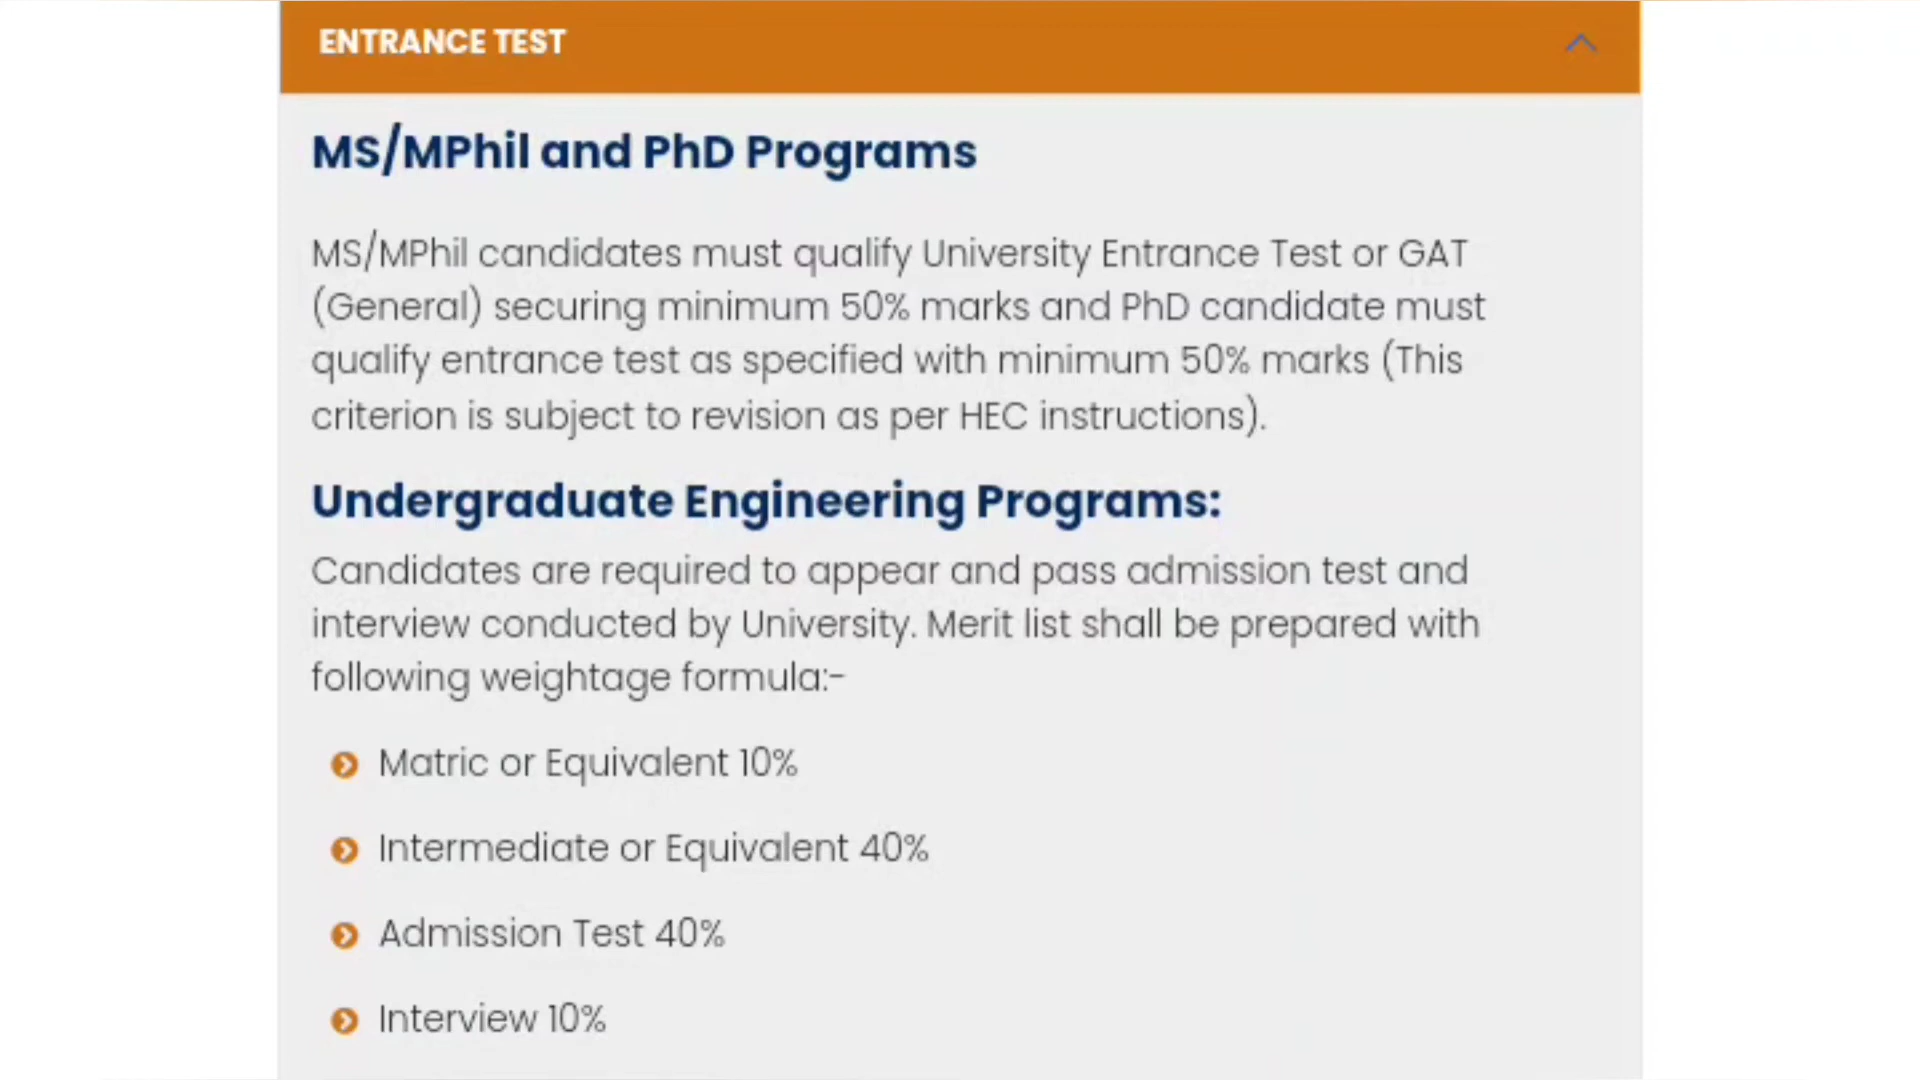 ENTRANCE TEST
MS/MPhil and PhD Programs
MS/MPhil candidates must qualify University Entrance Test or GAT
(General) securing minimum 50% marks and PhD candidate must
qualify entrance test as specified with minimum 50% marks (This
criterion is subject to revision as per HEC instructions).
Undergraduate Engineering Programs:
Candidates are required to appear and pass admission test and
interview conducted by University. Merit list shall be prepared with
following weightage formula:-
Matric or Equivalent 10%
Intermediate or Equivalent 40%
Admission Test 40%
Interview 10%